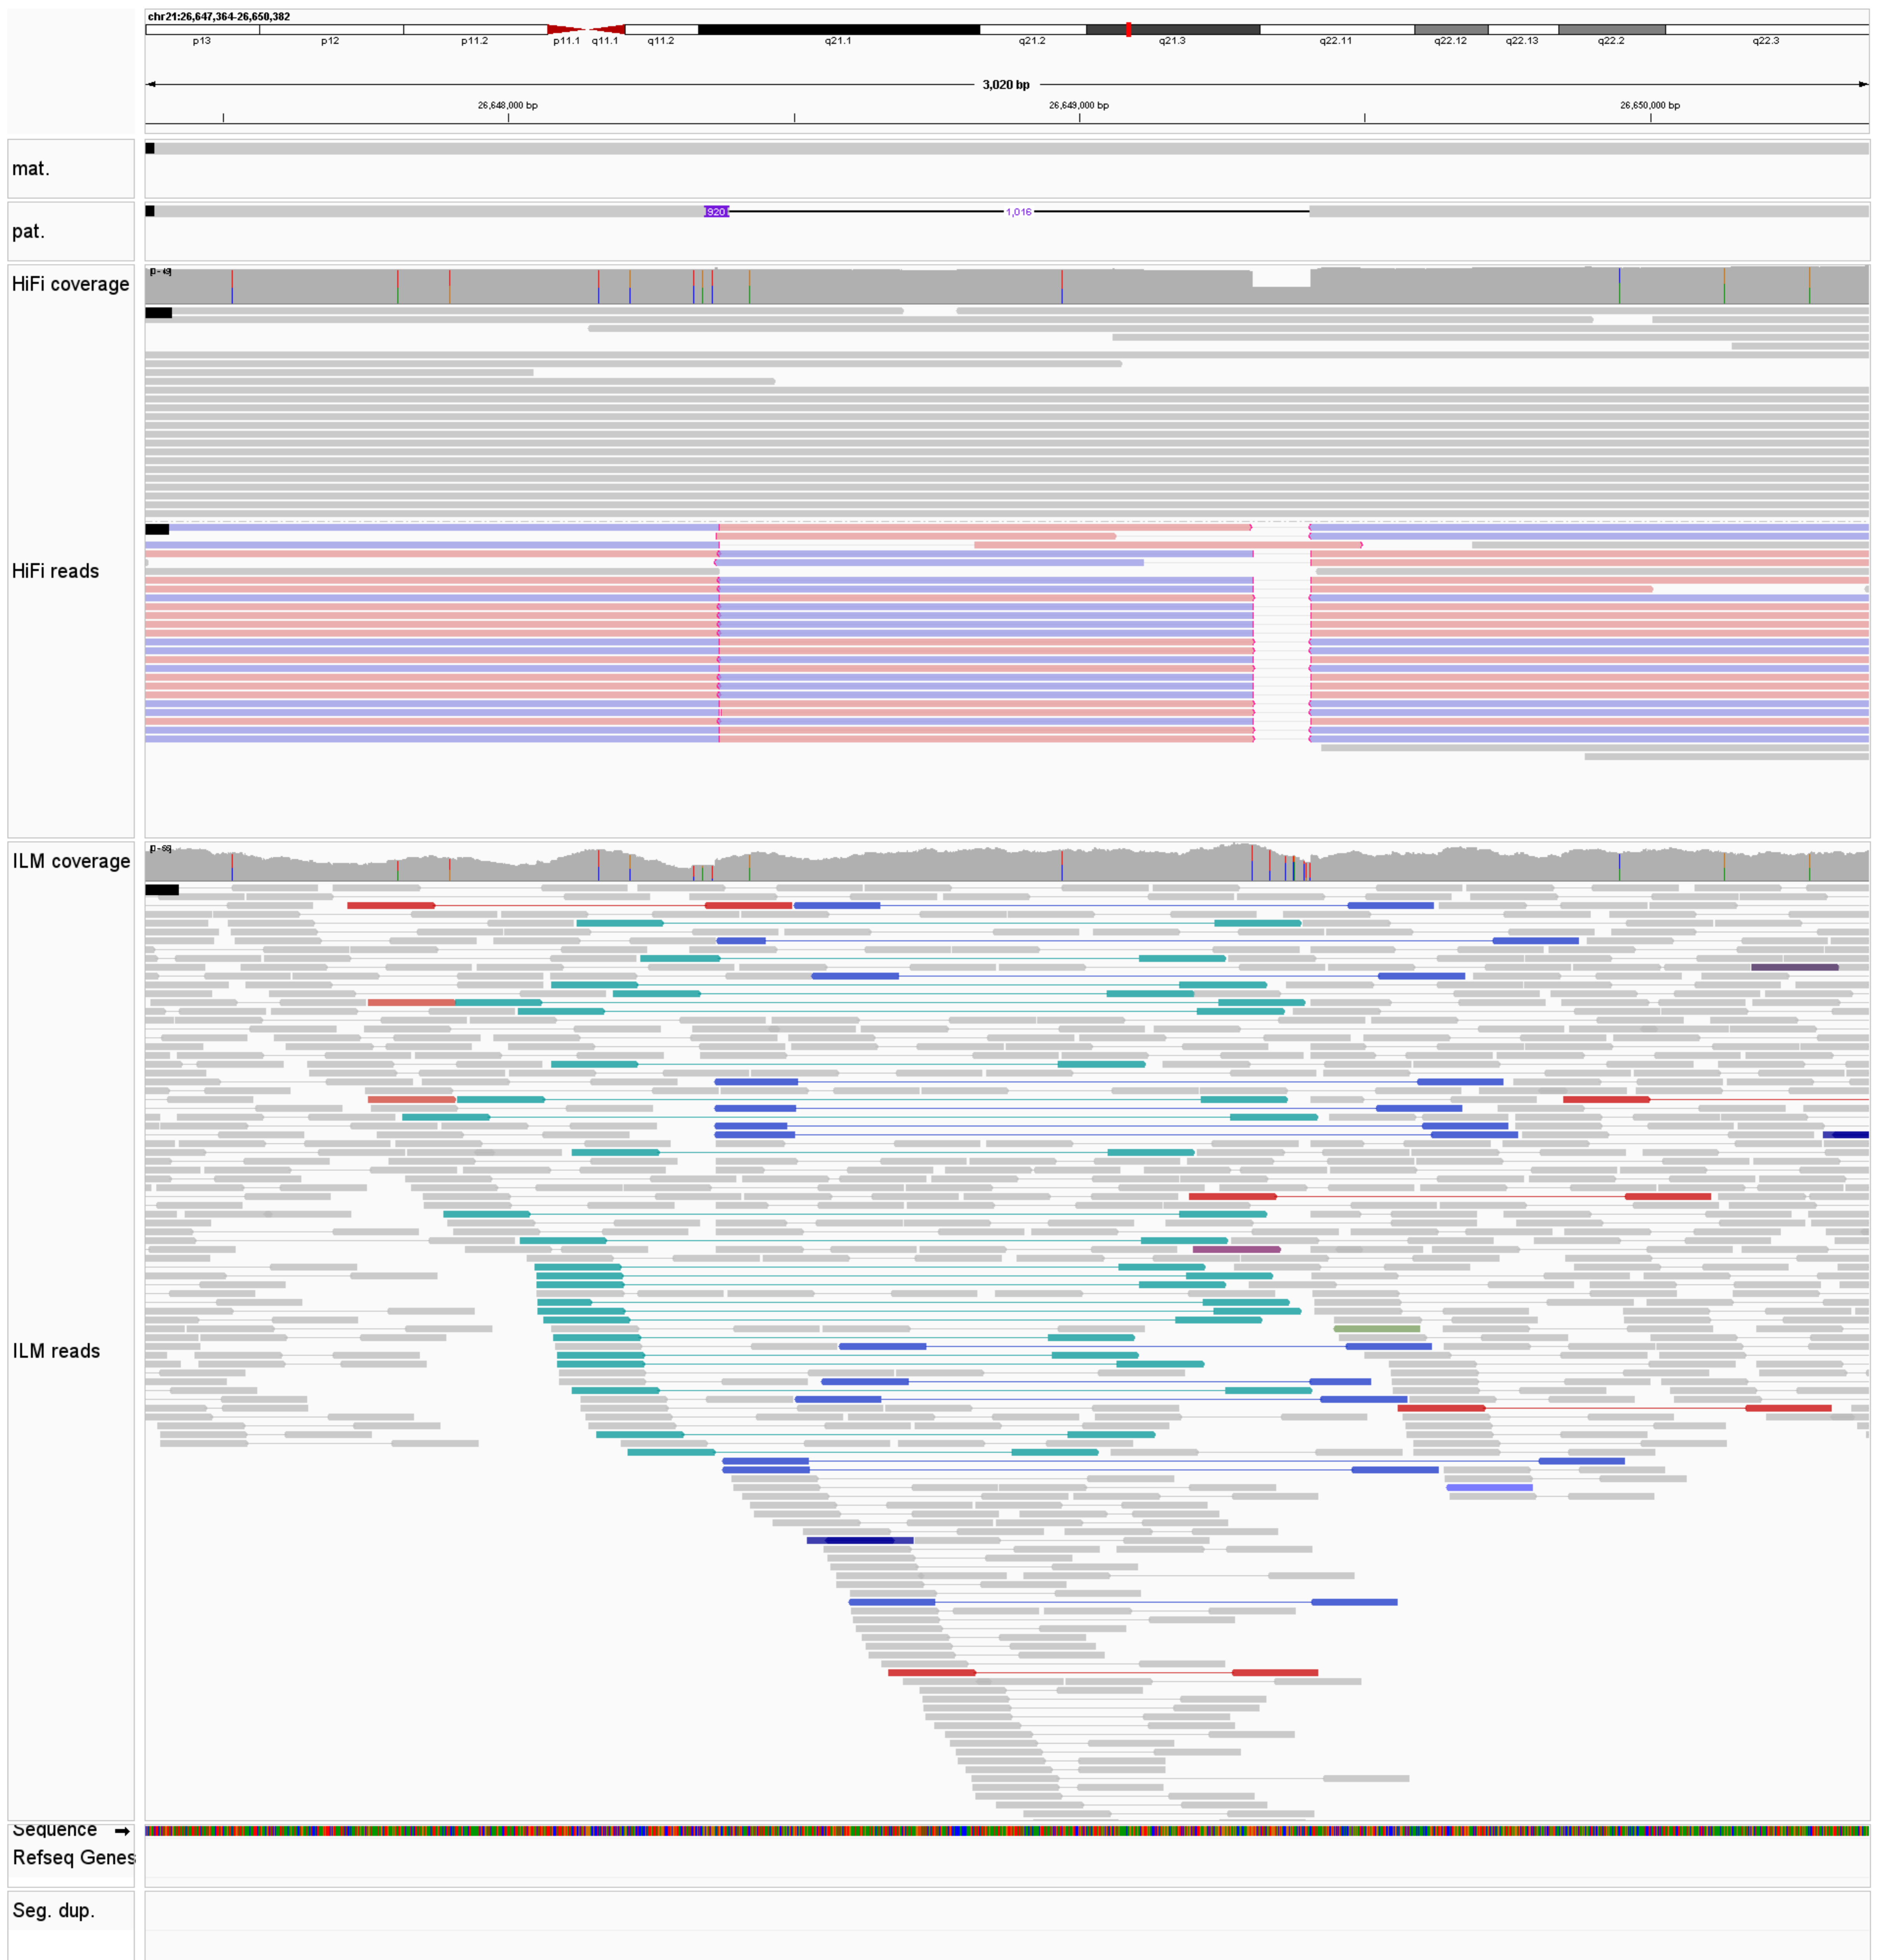 chr21:26,647,364-26,650,382
p13 p12 p11.2 p11.1 q11.1 q11.2 q21.1 q21.2 q21.3 q22.11 q22.12 q22.13 q22.2 q22.3
3,020 bp
26,648,000 bp 26,649,000 bp 26,650,000 bp
mat.
pat.
920 1,016
HiFi coverage
HiFi reads
ILM coverage
ILM reads
Sequence
Refseq Genes
Seg. dup.